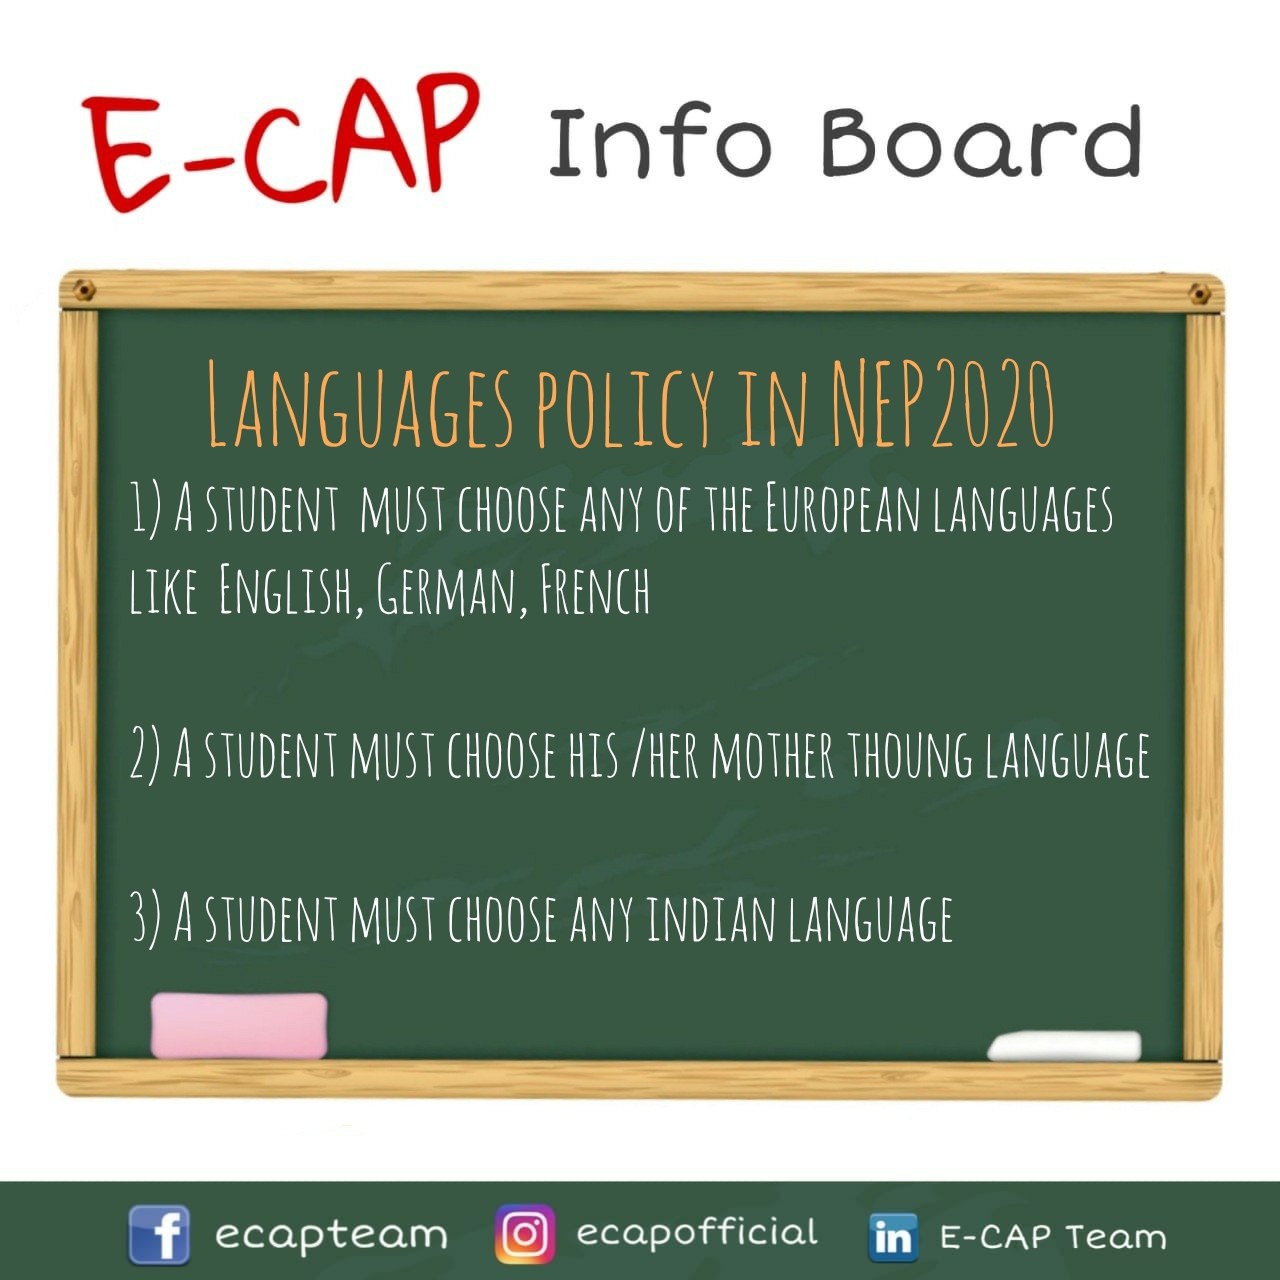 E-CAP Info Board
Languages policy in NEP2020
1) A student must choose any of the European languages
like English, German, French
2) A student must choose his /her mother thoung language
3) A student must choose any indian language
ecapteam ecapofficial in E-CAP Team